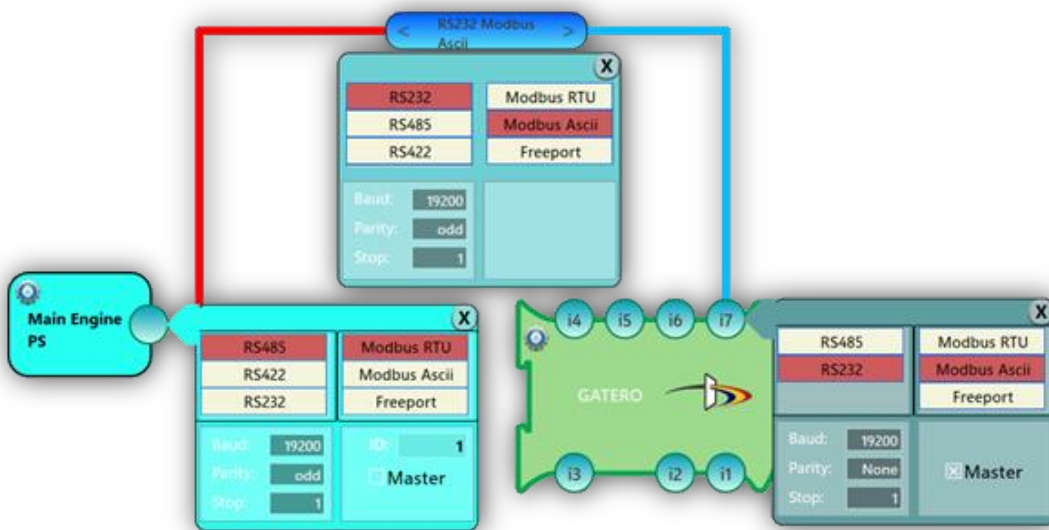 < RS232 Modbus Ascii >
X
RS232 Modbus RTU
RS485 Modbus Ascii
RS422 Freeport
Baud: 19200
Parity: odd
Stop: 1
Main Engine
PS
X
RS485 Modbus RTU
RS422 Modbus Ascii
RS232 Freeport
Baud: 19200 ID: 1
Parity: odd Master
Stop: 1
i4 i5 i6 i7
GATERO
i3 i2 i1
X
RS485 Modbus RTU
RS232 Modbus Ascii
Freeport
Baud: 19200
Parity: None Master
Stop: 1